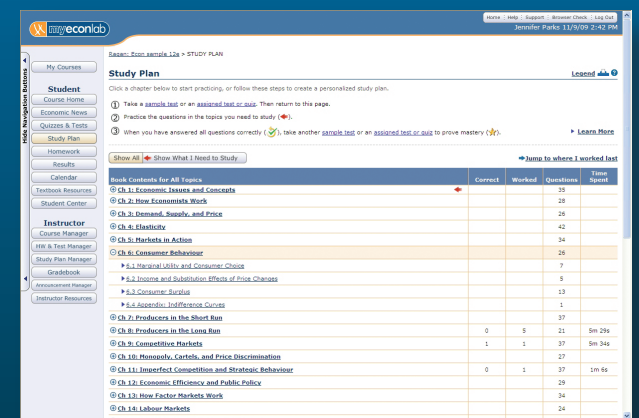 Home Help Support Browser Check Log Out
Jennifer Parks 11/9/09 2:42 PM
myeconlab
Hide Navigation Buttons
My Courses
Student
Course Home
Economic News
Quizzes & Tests
Study Plan
Homework
Results
Calendar
Textbook Resources
Student Center
Instructor
Course Manager
HW & Test Manager
Study Plan Manager
Gradebook
Announcement Manager
Instructor Resources
Ragan: Econ sample 12e > STUDY PLAN
Study Plan
Legend
Click a chapter below to start practicing, or follow these steps to create a personalized study plan.
1 Take a sample test or an assigned test or quiz. Then return to this page.
2 Practice the questions in the topics you need to study ( ).
3 When you have answered all questions correctly ( ), take another sample test or an assigned test or quiz to prove mastery ( ).
Learn More
Show All Show What I Need to Study
Jump to where I worked last
Book Contents for All Topics Correct Worked Questions Time Spent
Ch 1: Economic Issues and Concepts 35
Ch 2: How Economists Work 28
Ch 3: Demand, Supply, and Price 26
Ch 4: Elasticity 42
Ch 5: Markets in Action 34
Ch 6: Consumer Behaviour 26
6.1 Marginal Utility and Consumer Choice 7
6.2 Income and Substitution Effects of Price Changes 5
6.3 Consumer Surplus 13
6.4 Appendix: Indifference Curves 1
Ch 7: Producers in the Short Run 37
Ch 8: Producers in the Long Run 0 5 21 5m 29s
Ch 9: Competitive Markets 1 1 37 5m 34s
Ch 10: Monopoly, Cartels, and Price Discrimination 27
Ch 11: Imperfect Competition and Strategic Behaviour 0 1 37 1m 6s
Ch 12: Economic Efficiency and Public Policy 29
Ch 13: How Factor Markets Work 34
Ch 14: Labour Markets 24